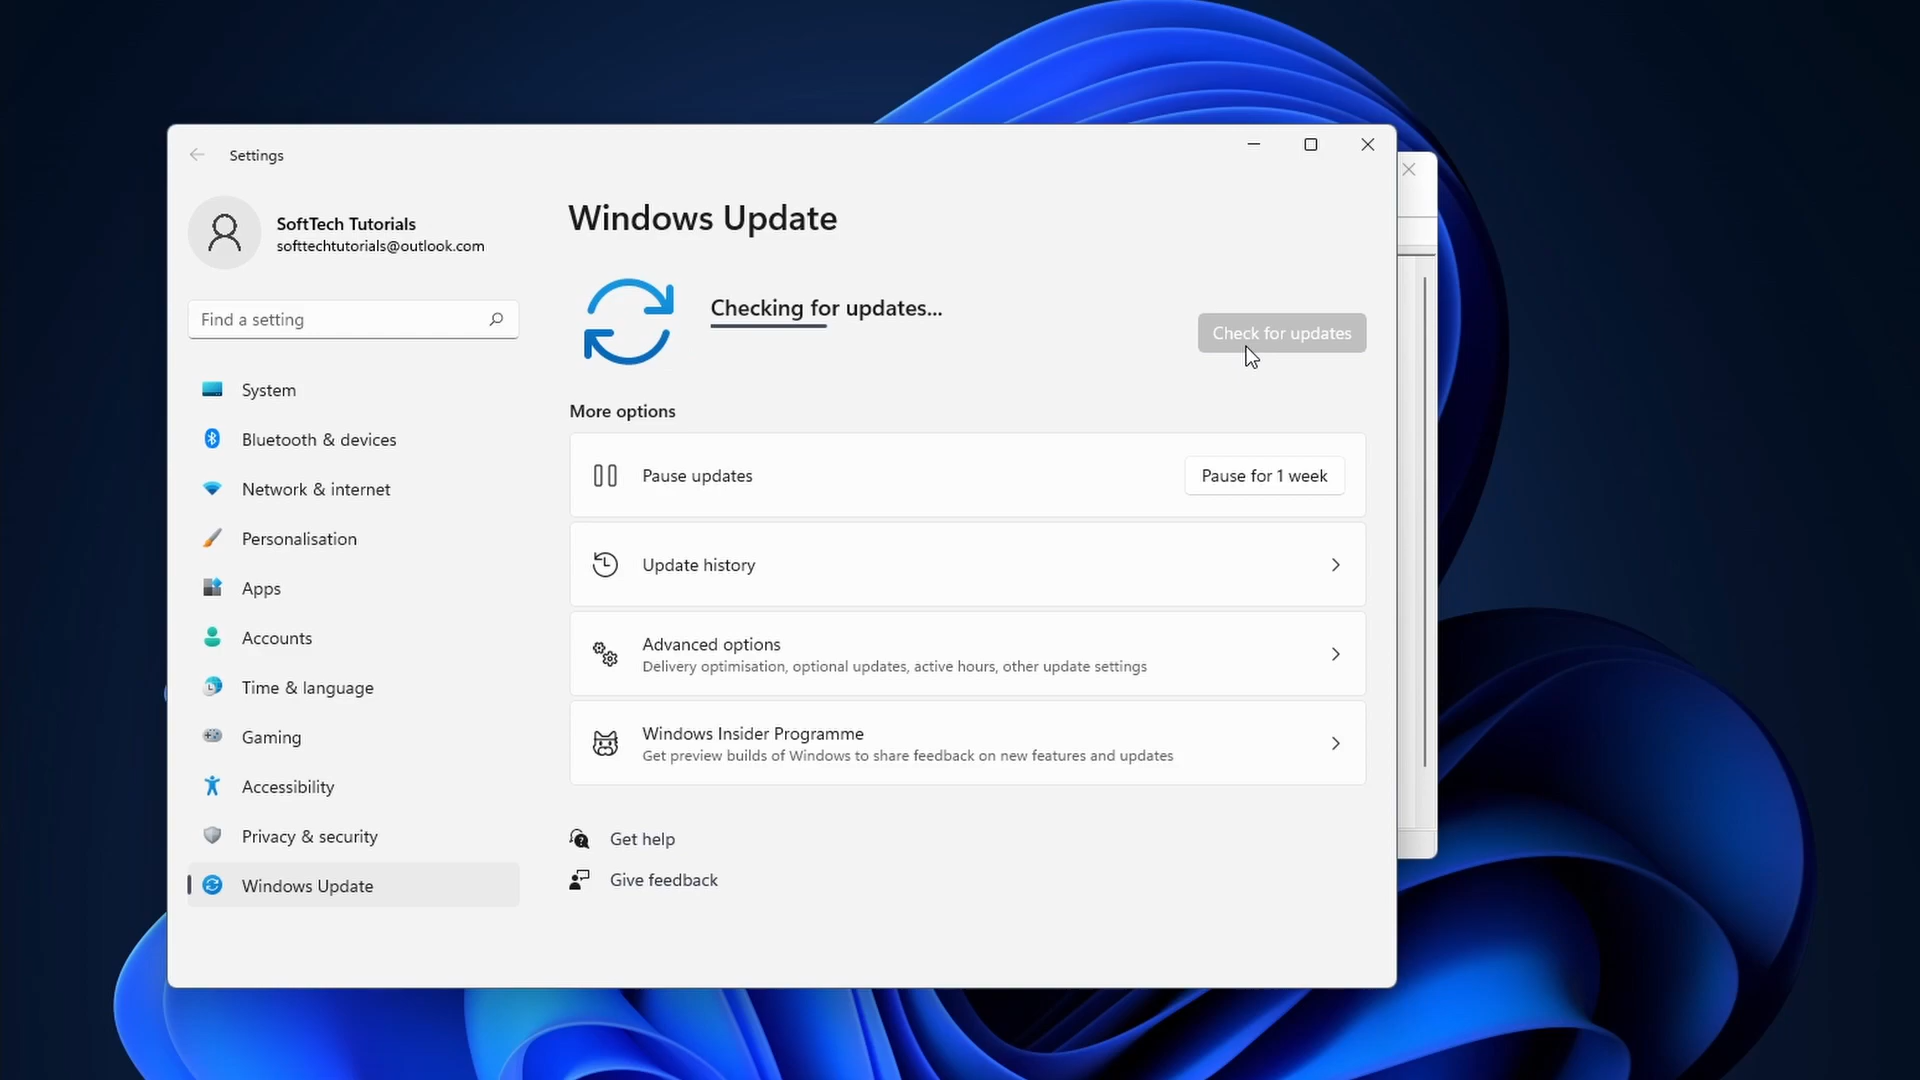 Settings
SoftTech Tutorials
softtechtutorials@outlook.com
Find a setting
System
Bluetooth & devices
Network & internet
Personalisation
Apps
Accounts
Time & language
Gaming
Accessibility
Privacy & security
Windows Update
Windows Update
Checking for updates...
Check for updates
More options
Pause updates
Pause for 1 week
Update history
Advanced options
Delivery optimisation, optional updates, active hours, other update settings
Windows Insider Programme
Get preview builds of Windows to share feedback on new features and updates
Get help
Give feedback